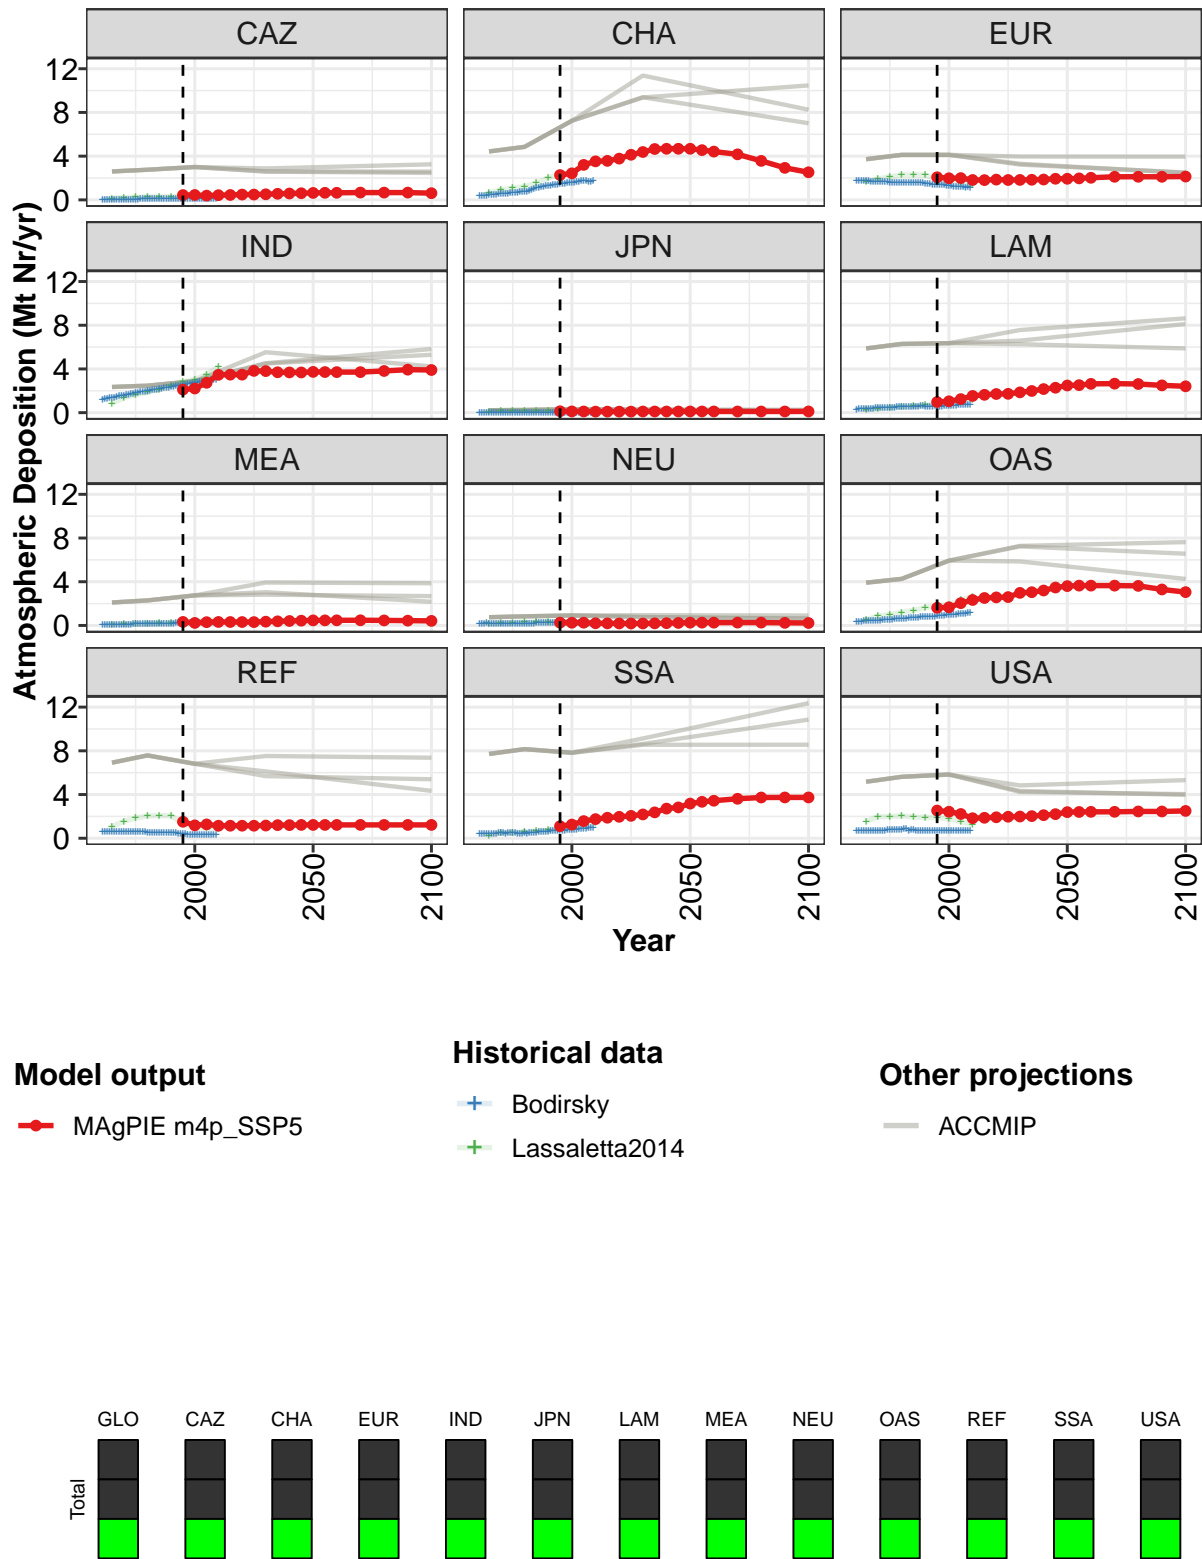 CAZ CHA EUR
12
8
4
0
IND JPN LAM
12
8
4
0
MEA NEU OAS
12
8
4
0
REF SSA USA
12
8
4
0
Atmospheric Deposition (Mt Nr/yr)
2000 2050 2100 2000 2050 2100 2000 2050 2100
Year
Model output
MAgPIE m4p_SSP5
Historical data
Bodirsky
Lassaletta2014
Other projections
ACCMIP
GLO CAZ CHA EUR IND JPN LAM MEA NEU OAS REF SSA USA
Total